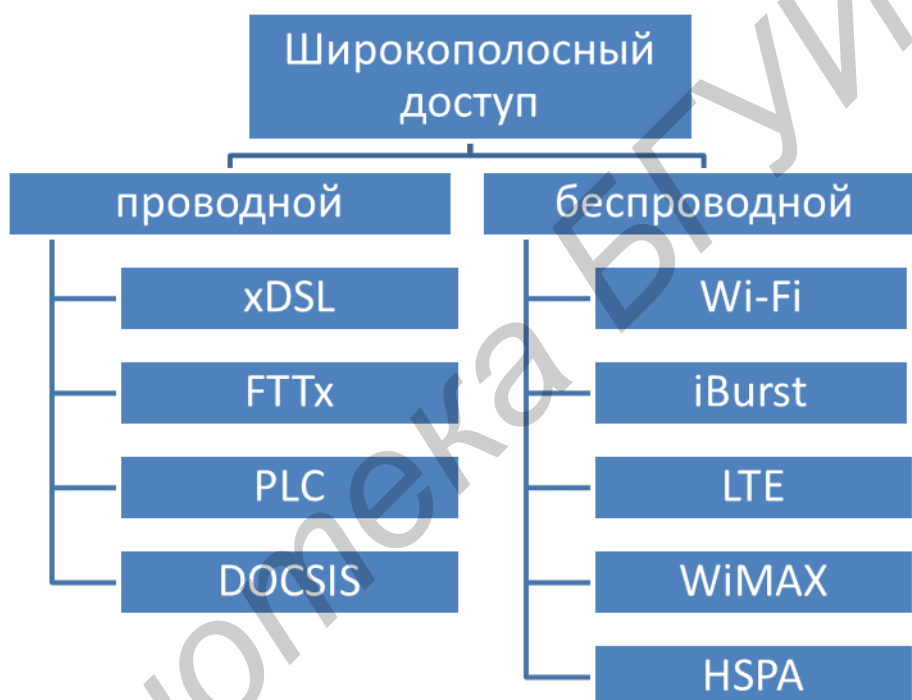 Широкополосный
доступ
проводной
xDSL
FTTx
PLC
DOCSIS
беспроводной
Wi-Fi
iBurst
LTE
WiMAX
HSPA